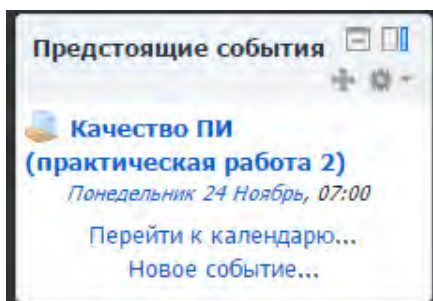 Предстоящие события
Качество ПИ
(практическая работа 2)
Понедельник 24 Ноябрь, 07:00
Перейти к календарю...
Новое событие...